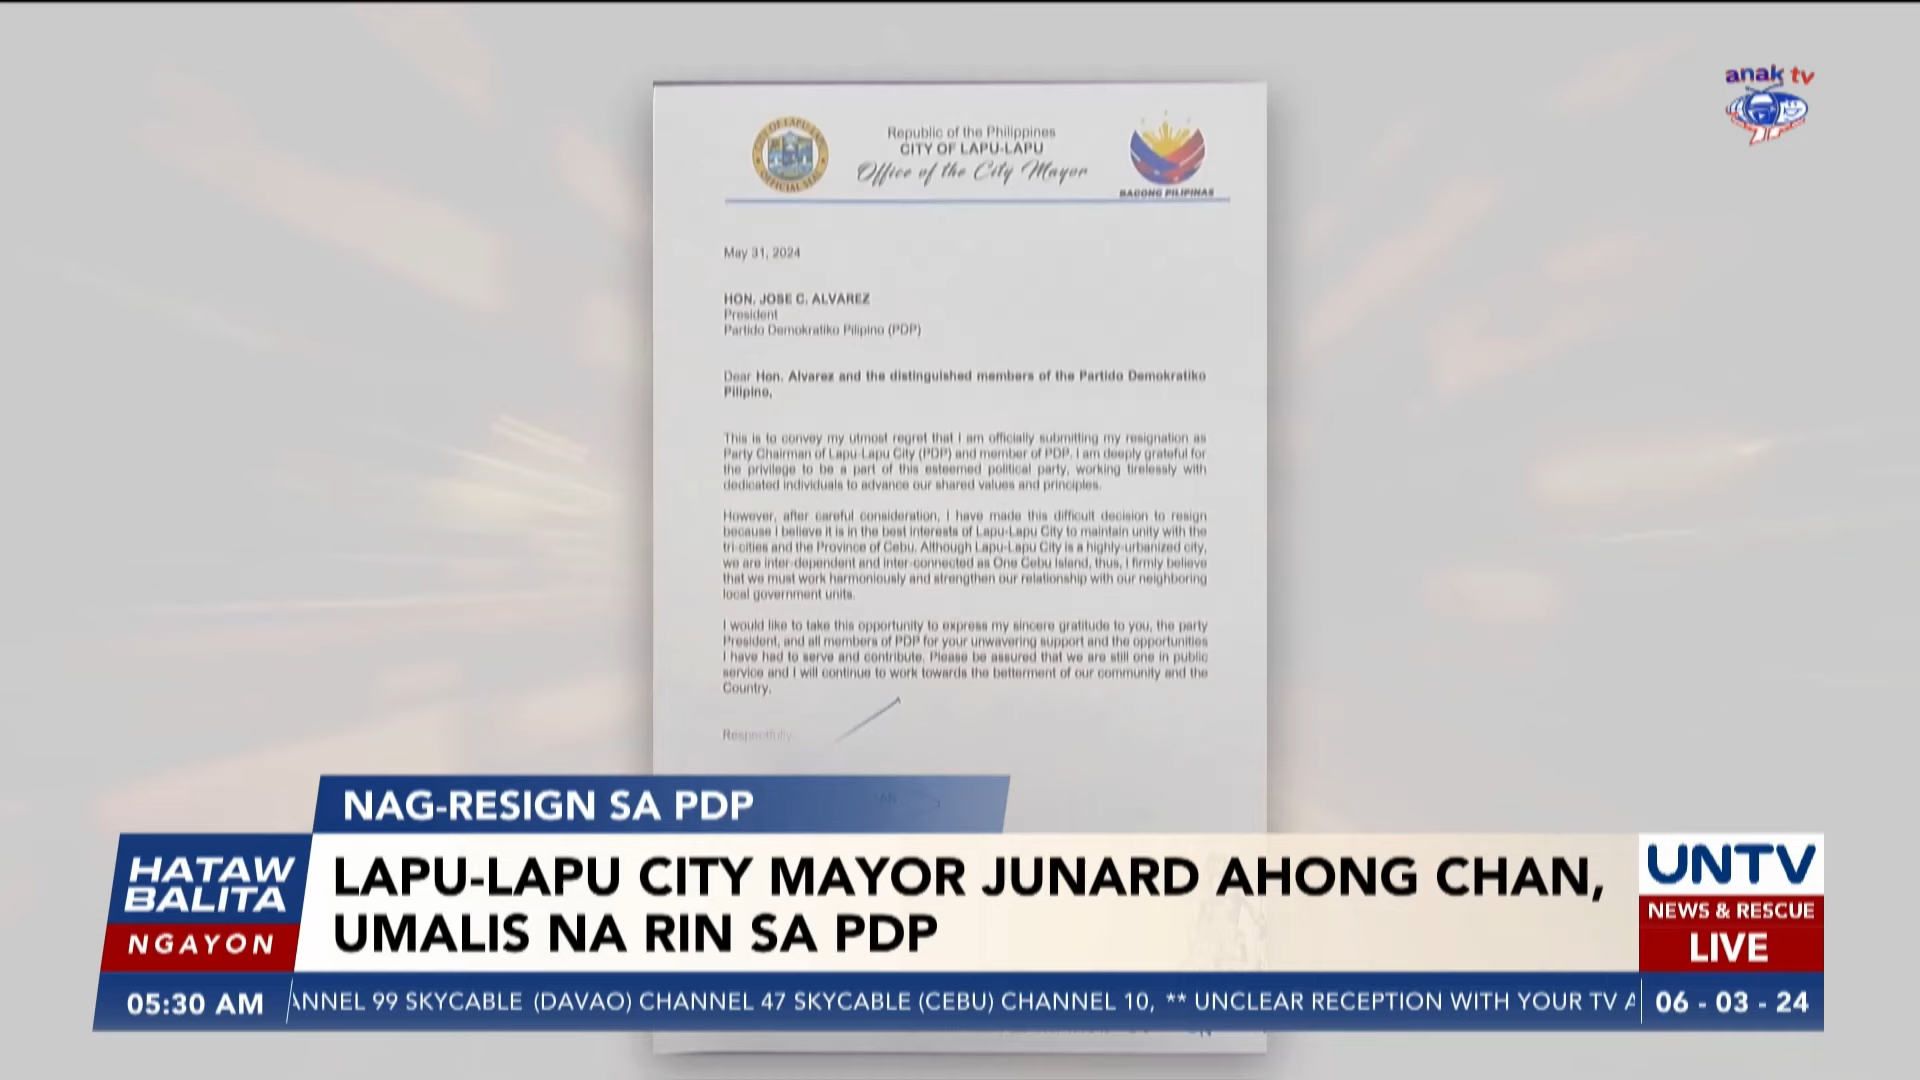 anak tv
CITY OF LAPU-LAPU
OFFICIAL SEAL
Republic of the Philippines
CITY OF LAPU-LAPU
Office of the City Mayor
BAGONG PILIPINAS
May 31, 2024
HON. JOSE C. ALVAREZ
President
Partido Demokratiko Pilipino (PDP)
Dear Hon. Alvarez and the distinguished members of the Partido Demokratiko
Pilipino,
This is to convey my utmost regret that I am officially submitting my resignation as
Party Chairman of Lapu-Lapu City (PDP) and member of PDP. I am deeply grateful for
the privilege to be a part of this esteemed political party, working tirelessly with
dedicated individuals to advance our shared values and principles.
However, after careful consideration, I have made this difficult decision to resign
because I believe it is in the best interests of Lapu-Lapu City to maintain unity with the
tri-cities and the Province of Cebu. Although Lapu-Lapu City is a highly-urbanized city,
we are inter-dependent and inter-connected as One Cebu Island, thus, I firmly believe
that we must work harmoniously and strengthen our relationship with our neighboring
local government units.
I would like to take this opportunity to express my sincere gratitude to you, the party
President, and all members of PDP for your unwavering support and the opportunities
I have had to serve and contribute. Please be assured that we are still one in public
service and I will continue to work towards the betterment of our community and the
Country.
Respectfully
NAG-RESIGN SA PDP
HATAW
BALITA
NGAYON
LAPU-LAPU CITY MAYOR JUNARD AHONG CHAN,
UMALIS NA RIN SA PDP
UNTV
NEWS & RESCUE
LIVE
05:30 AM
ANNEL 99 SKYCABLE (DAVAO) CHANNEL 47 SKYCABLE (CEBU) CHANNEL 10, ** UNCLEAR RECEPTION WITH YOUR TV A
06 - 03 - 24